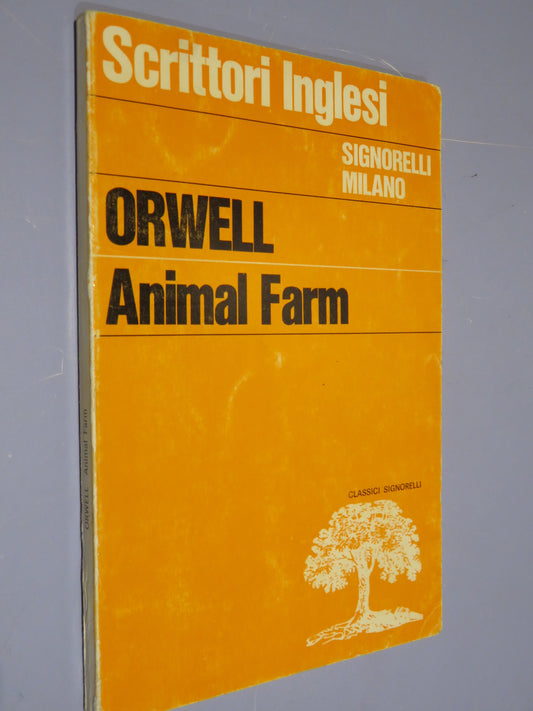 Scrittori Inglesi
SIGNORELLI
MILANO
ORWELL
Animal Farm
CLASSICI SIGNORELLI
ORWELL Animal Farm